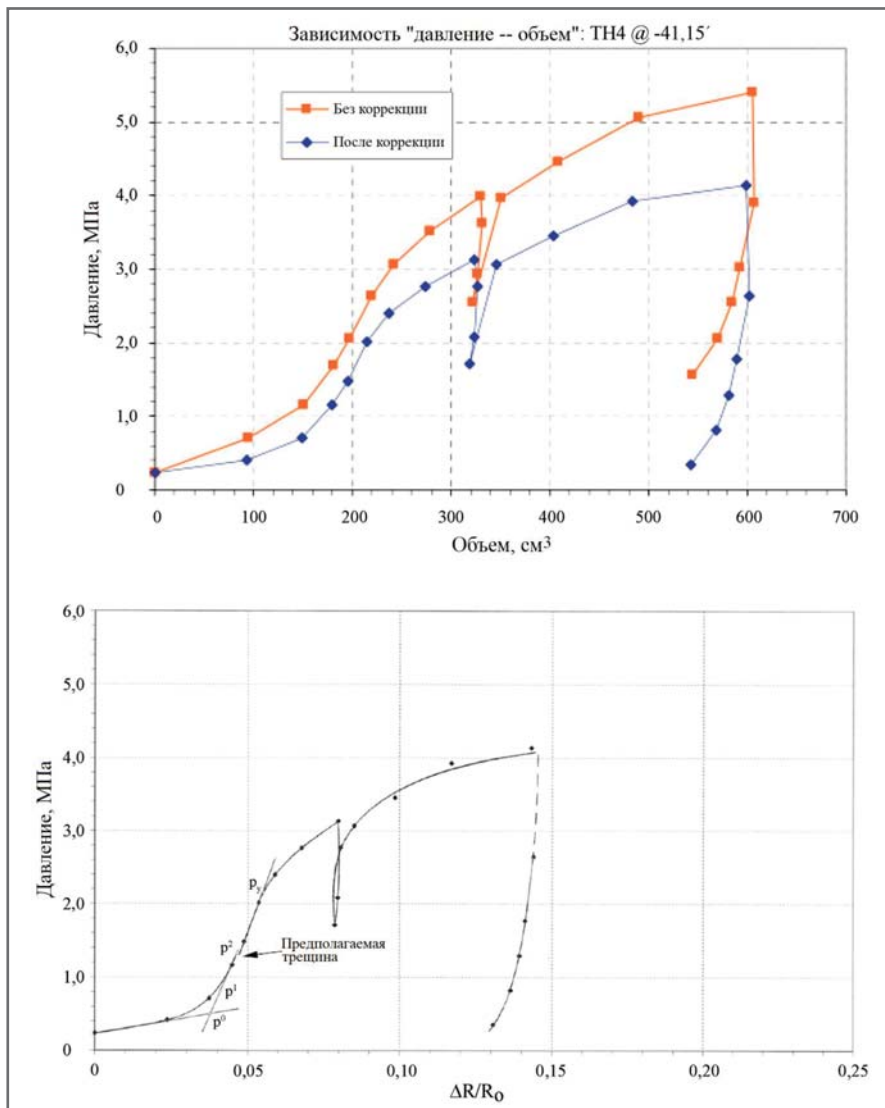 Зависимость "давление -- объем": ТН4 @ -41,15´
6,0
5,0
4,0
3,0
2,0
1,0
0
Давление, МПа
Без коррекции
После коррекции
0 100 200 300 400 500 600 700
Объем, см³
6,0
5,0
4,0
3,0
2,0
1,0
0
Давление, МПа
pᵧ
p²
Предполагаемая
трещина
p¹
p⁰
0 0,05 0,10 0,15 0,20 0,25
ΔR/R₀